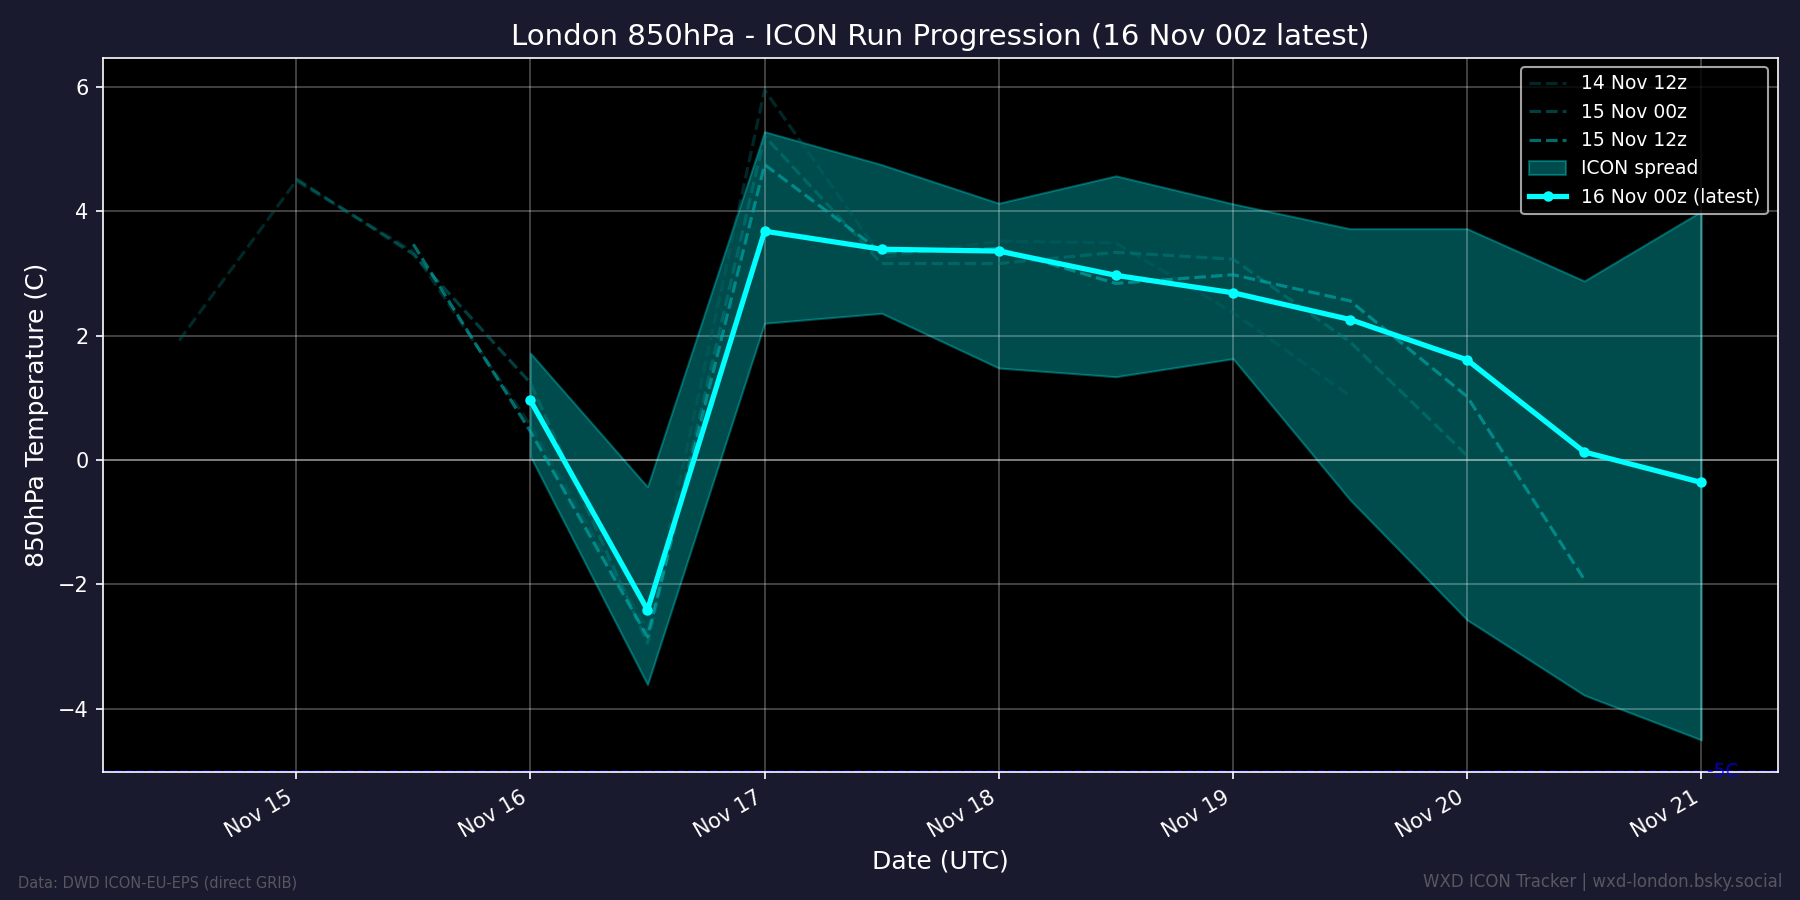 London 850hPa - ICON Run Progression (16 Nov 00z latest)
14 Nov 12z
15 Nov 00z
15 Nov 12z
ICON spread
16 Nov 00z (latest)
850hPa Temperature (C)
6
4
2
0
−2
−4
-5C
Nov 15
Nov 16
Nov 17
Nov 18
Nov 19
Nov 20
Nov 21
Date (UTC)
Data: DWD ICON-EU-EPS (direct GRIB)
WXD ICON Tracker | wxd-london.bsky.social